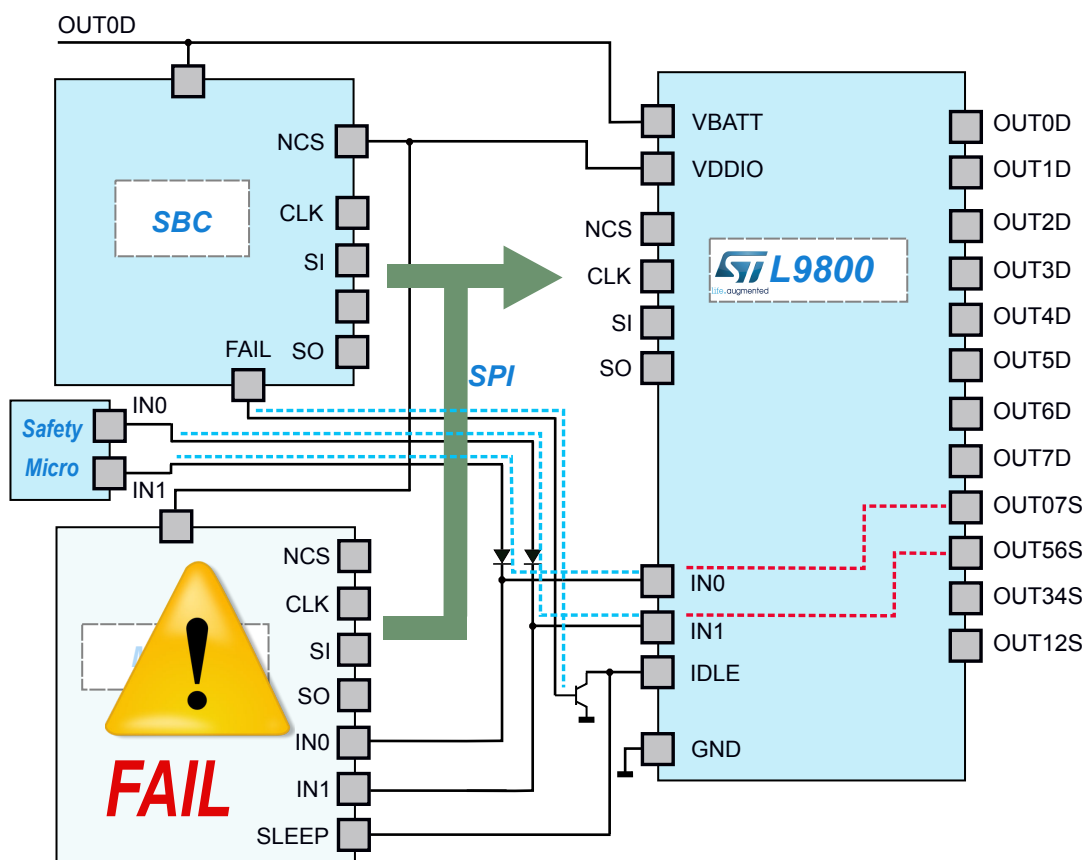 OUT0D
NCS
SBC
CLK
SI
SO
FAIL
Safety
Micro
IN0
IN1
SPI
NCS
CLK
SI
SO
IN0
IN1
SLEEP
FAIL
VBATT
VDDIO
NCS
CLK
SI
SO
ST
life.augmented
L9800
IN0
IN1
IDLE
GND
OUT0D
OUT1D
OUT2D
OUT3D
OUT4D
OUT5D
OUT6D
OUT7D
OUT07S
OUT56S
OUT34S
OUT12S